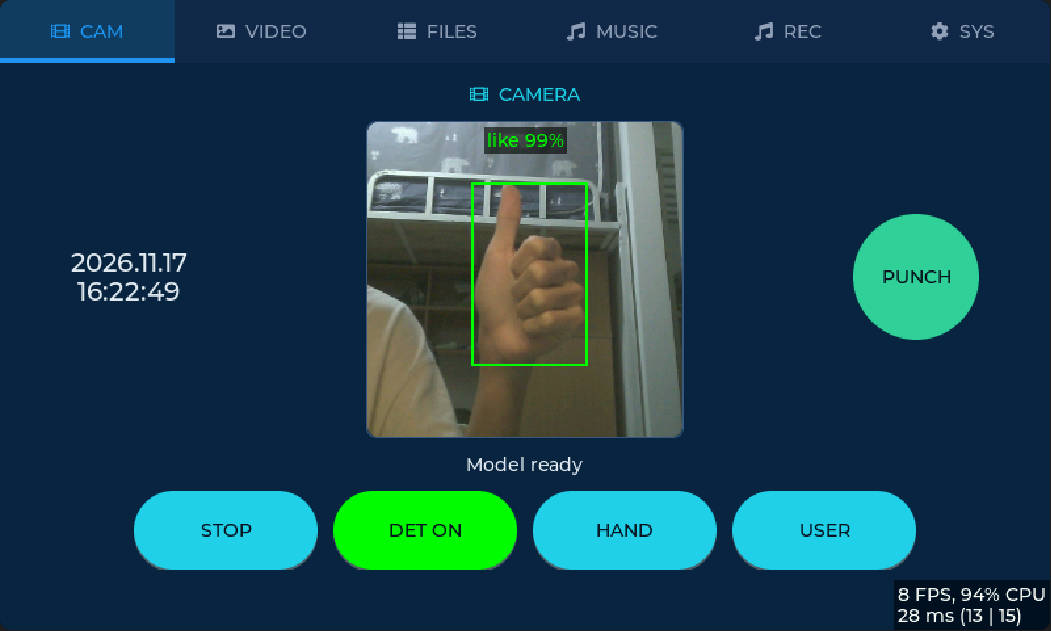 CAM VIDEO FILES MUSIC REC SYS
CAMERA
like 99%
2026.11.17
16:22:49
PUNCH
Model ready
STOP DET ON HAND USER
8 FPS, 94% CPU
28 ms (13 | 15)